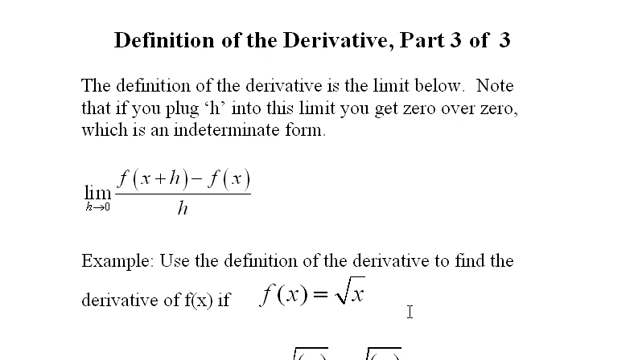 Definition of the Derivative, Part 3 of 3
The definition of the derivative is the limit below. Note
that if you plug ‘h’ into this limit you get zero over zero,
which is an indeterminate form.
lim h→0 (f(x+h) − f(x)) / h
Example: Use the definition of the derivative to find the
derivative of f(x) if f(x) = √x